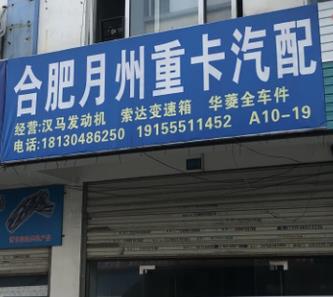 合肥月州重卡汽配
经营:汉马发动机 索达变速箱 华菱全车件
电话:18130486250 19155511452 A10-19